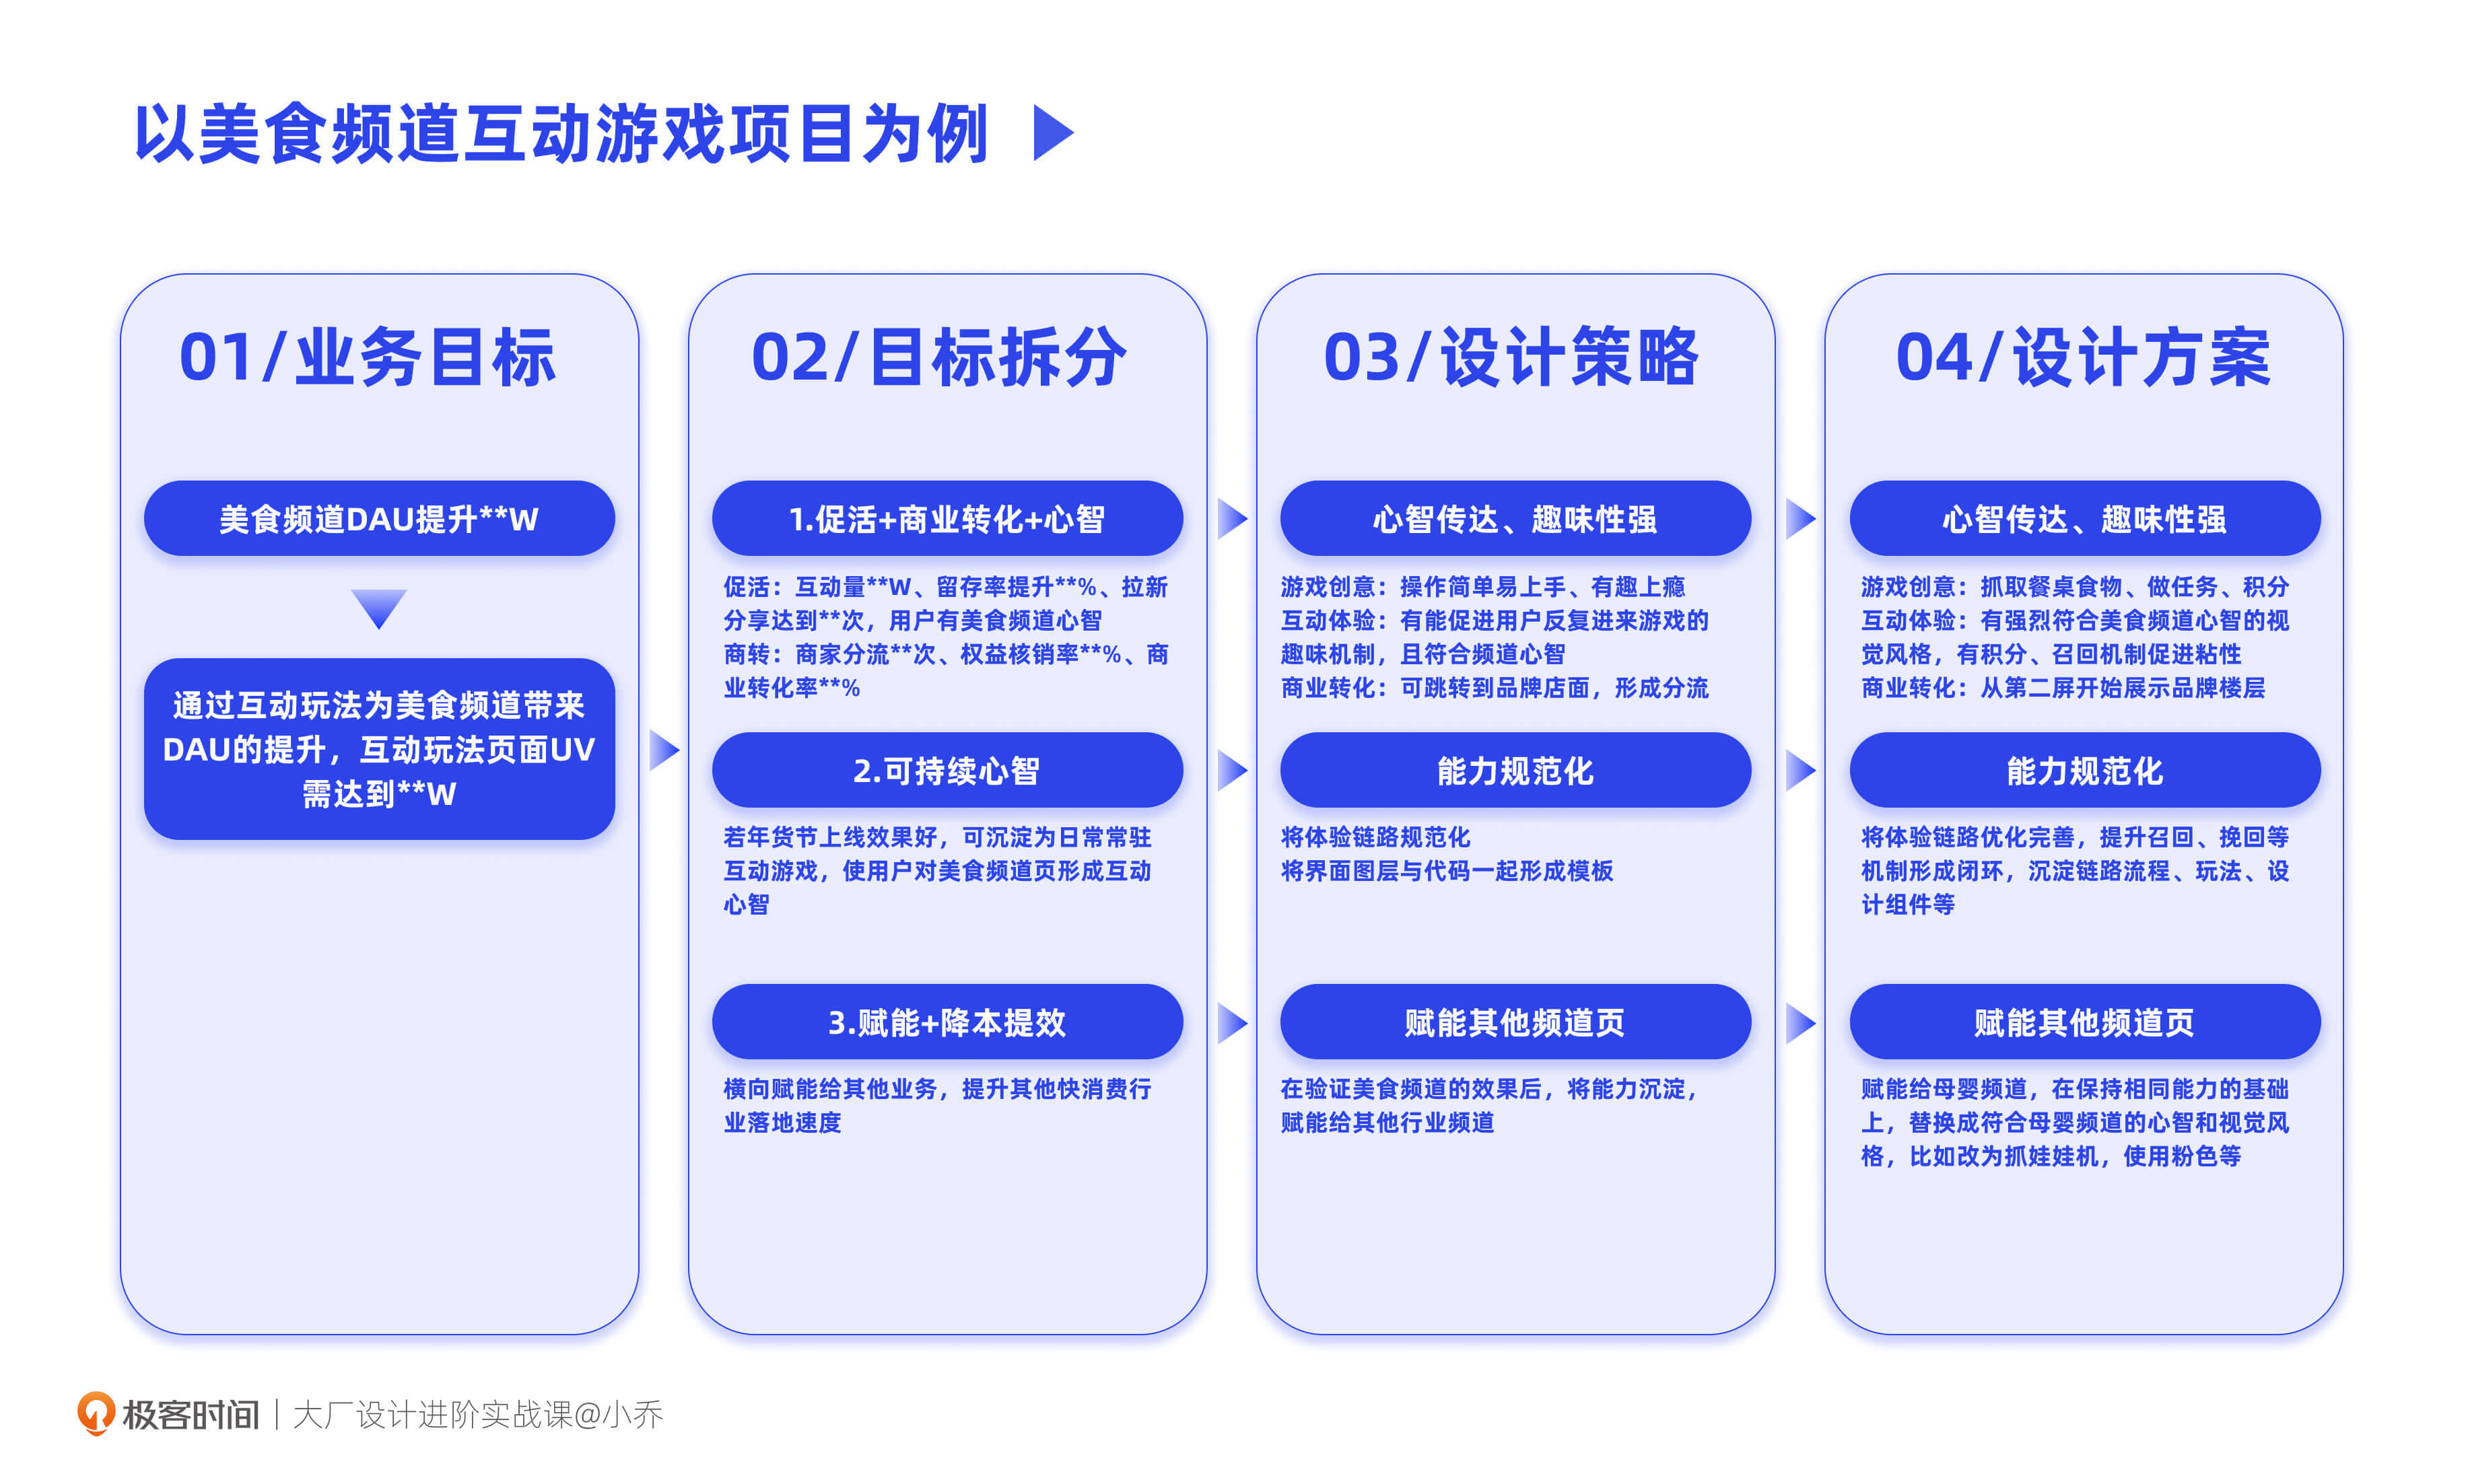 以美食频道互动游戏项目为例
01/业务目标
美食频道DAU提升**W
通过互动玩法为美食频道带来
DAU的提升，互动玩法页面UV
需达到**W
02/目标拆分
1.促活+商业转化+心智
促活：互动量**W、留存率提升**%、拉新
分享达到**次，用户有美食频道心智
商转：商家分流**次、权益核销率**%、商
业转化率**%
2.可持续心智
若年货节上线效果好，可沉淀为日常常驻
互动游戏，使用户对美食频道页形成互动
心智
3.赋能+降本提效
横向赋能给其他业务，提升其他快消费行
业落地速度
03/设计策略
心智传达、趣味性强
游戏创意：操作简单易上手、有趣上瘾
互动体验：有能促进用户反复进来游戏的
趣味机制，且符合频道心智
商业转化：可跳转到品牌店面，形成分流
能力规范化
将体验链路规范化
将界面图层与代码一起形成模板
赋能其他频道页
在验证美食频道的效果后，将能力沉淀，
赋能给其他行业频道
04/设计方案
心智传达、趣味性强
游戏创意：抓取餐桌食物、做任务、积分
互动体验：有强烈符合美食频道心智的视
觉风格，有积分、召回机制促进粘性
商业转化：从第二屏开始展示品牌楼层
能力规范化
将体验链路优化完善，提升召回、挽回等
机制形成闭环，沉淀链路流程、玩法、设
计组件等
赋能其他频道页
赋能给母婴频道，在保持相同能力的基础
上，替换成符合母婴频道的心智和视觉风
格，比如改为抓娃娃机，使用粉色等
极客时间｜大厂设计进阶实战课@小乔